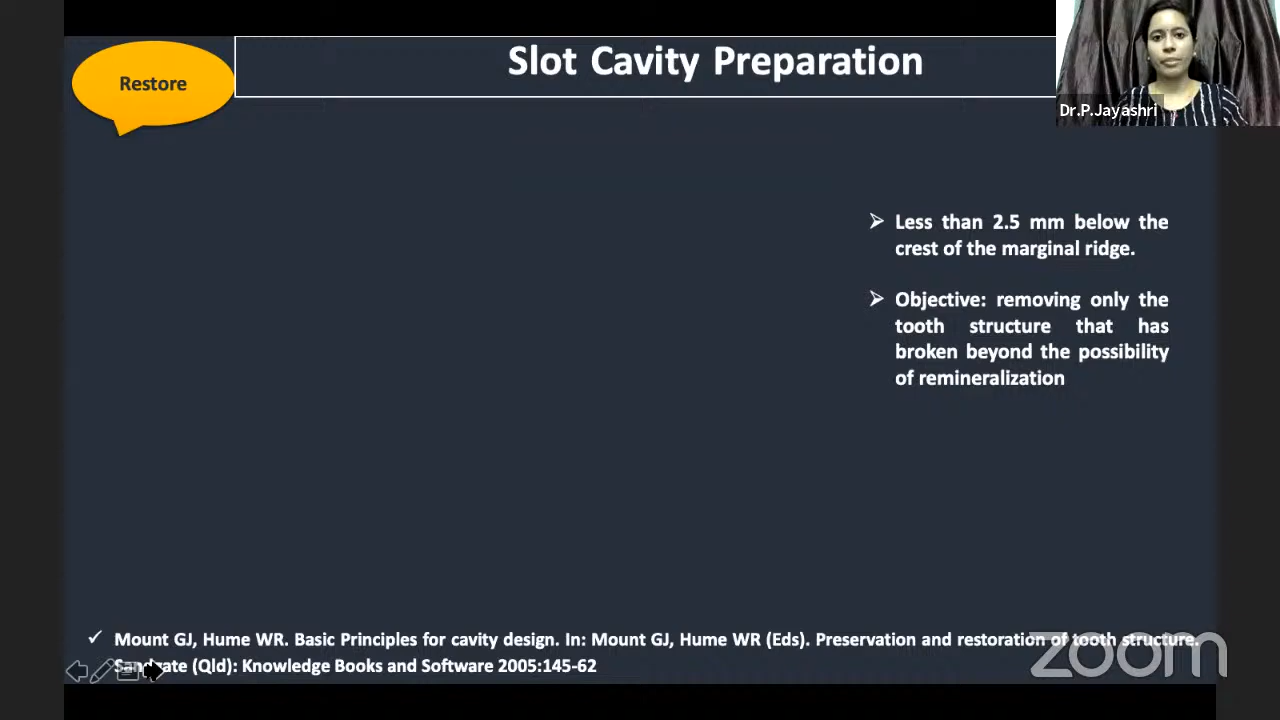 Restore
Slot Cavity Preparation
Dr.P.Jayashri
Less than 2.5 mm below the
crest of the marginal ridge.
Objective: removing only the
tooth structure that has
broken beyond the possibility
of remineralization
Mount GJ, Hume WR. Basic Principles for cavity design. In: Mount GJ, Hume WR (Eds). Preservation and restoration of tooth structure.
(Qld): Knowledge Books and Software 2005:145-62
zoom